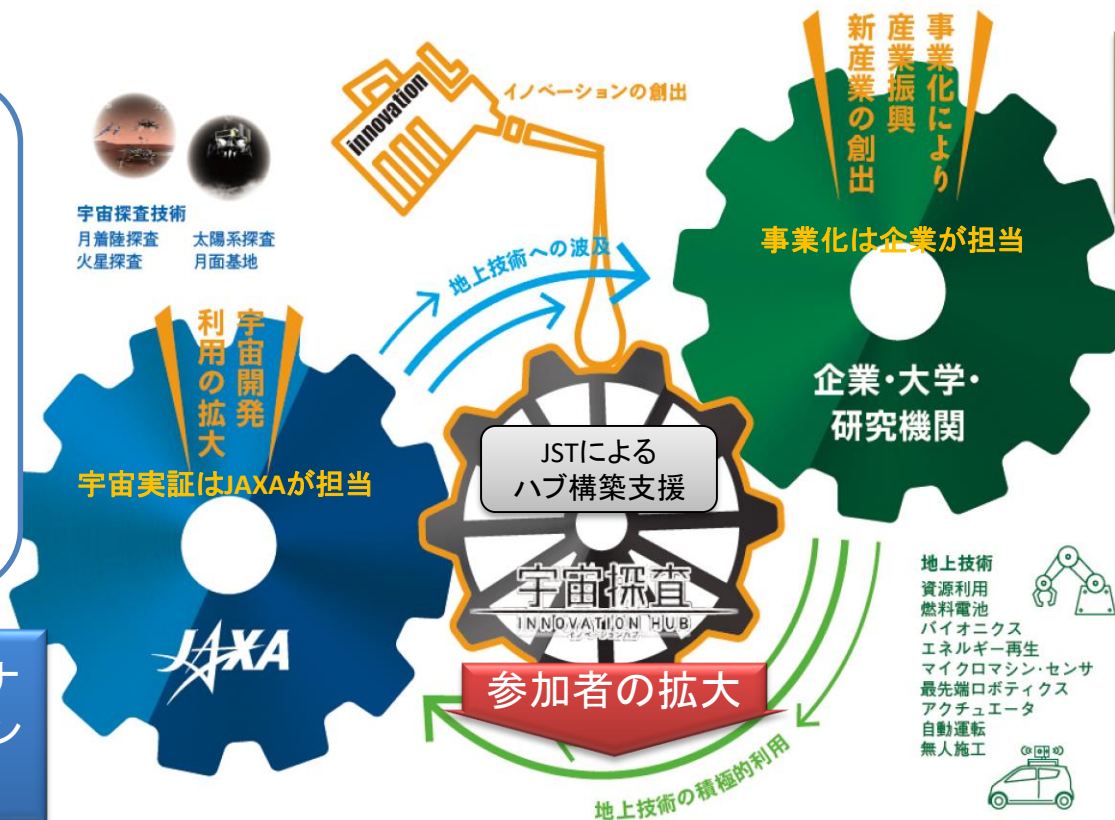 innovation
イノベーションの創出
事業化により
産業振興
新産業の創出
事業化は企業が担当
企業・大学・
研究機関
宇宙探査技術
月着陸探査 太陽系探査
火星探査 月面基地
地上技術への波及
宇宙開発
利用の拡大
宇宙実証はJAXAが担当
JAXA
JSTによる
ハブ構築支援
宇宙探査
INNOVATION HUB
イノベーションハブ
参加者の拡大
地上技術の積極的利用
地上技術
資源利用
燃料電池
バイオニクス
エネルギー再生
マイクロマシン・センサ
最先端ロボティクス
アクチュエータ
自動運転
無人施工
ナ
し